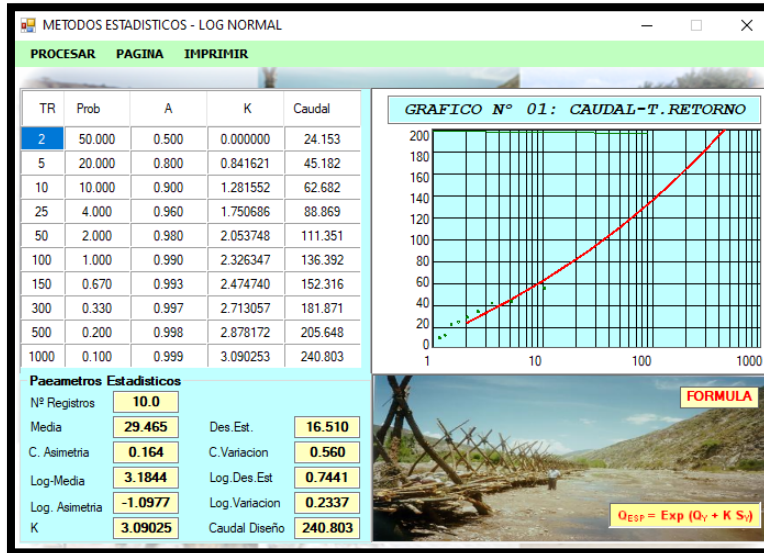 METODOS ESTADISTICOS - LOG NORMAL
PROCESAR PAGINA IMPRIMIR
TR Prob A K Caudal
2 50.000 0.500 0.000000 24.153
5 20.000 0.800 0.841621 45.182
10 10.000 0.900 1.281552 62.682
25 4.000 0.960 1.750686 88.869
50 2.000 0.980 2.053748 111.351
100 1.000 0.990 2.326347 136.392
150 0.670 0.993 2.474740 152.316
300 0.330 0.997 2.713057 181.871
500 0.200 0.998 2.878172 205.648
1000 0.100 0.999 3.090253 240.803
GRAFICO Nº 01: CAUDAL-T.RETORNO
200
180
160
140
120
100
80
60
40
20
0
1 10 100 1000
Paeametros Estadisticos
Nº Registros 10.0
Media 29.465 Des.Est. 16.510
C. Asimetria 0.164 C.Variacion 0.560
Log-Media 3.1844 Log.Des.Est 0.7441
Log. Asimetria -1.0977 Log.Variacion 0.2337
K 3.09025 Caudal Diseño 240.803
FORMULA
QESP = Exp (QY + K SY)